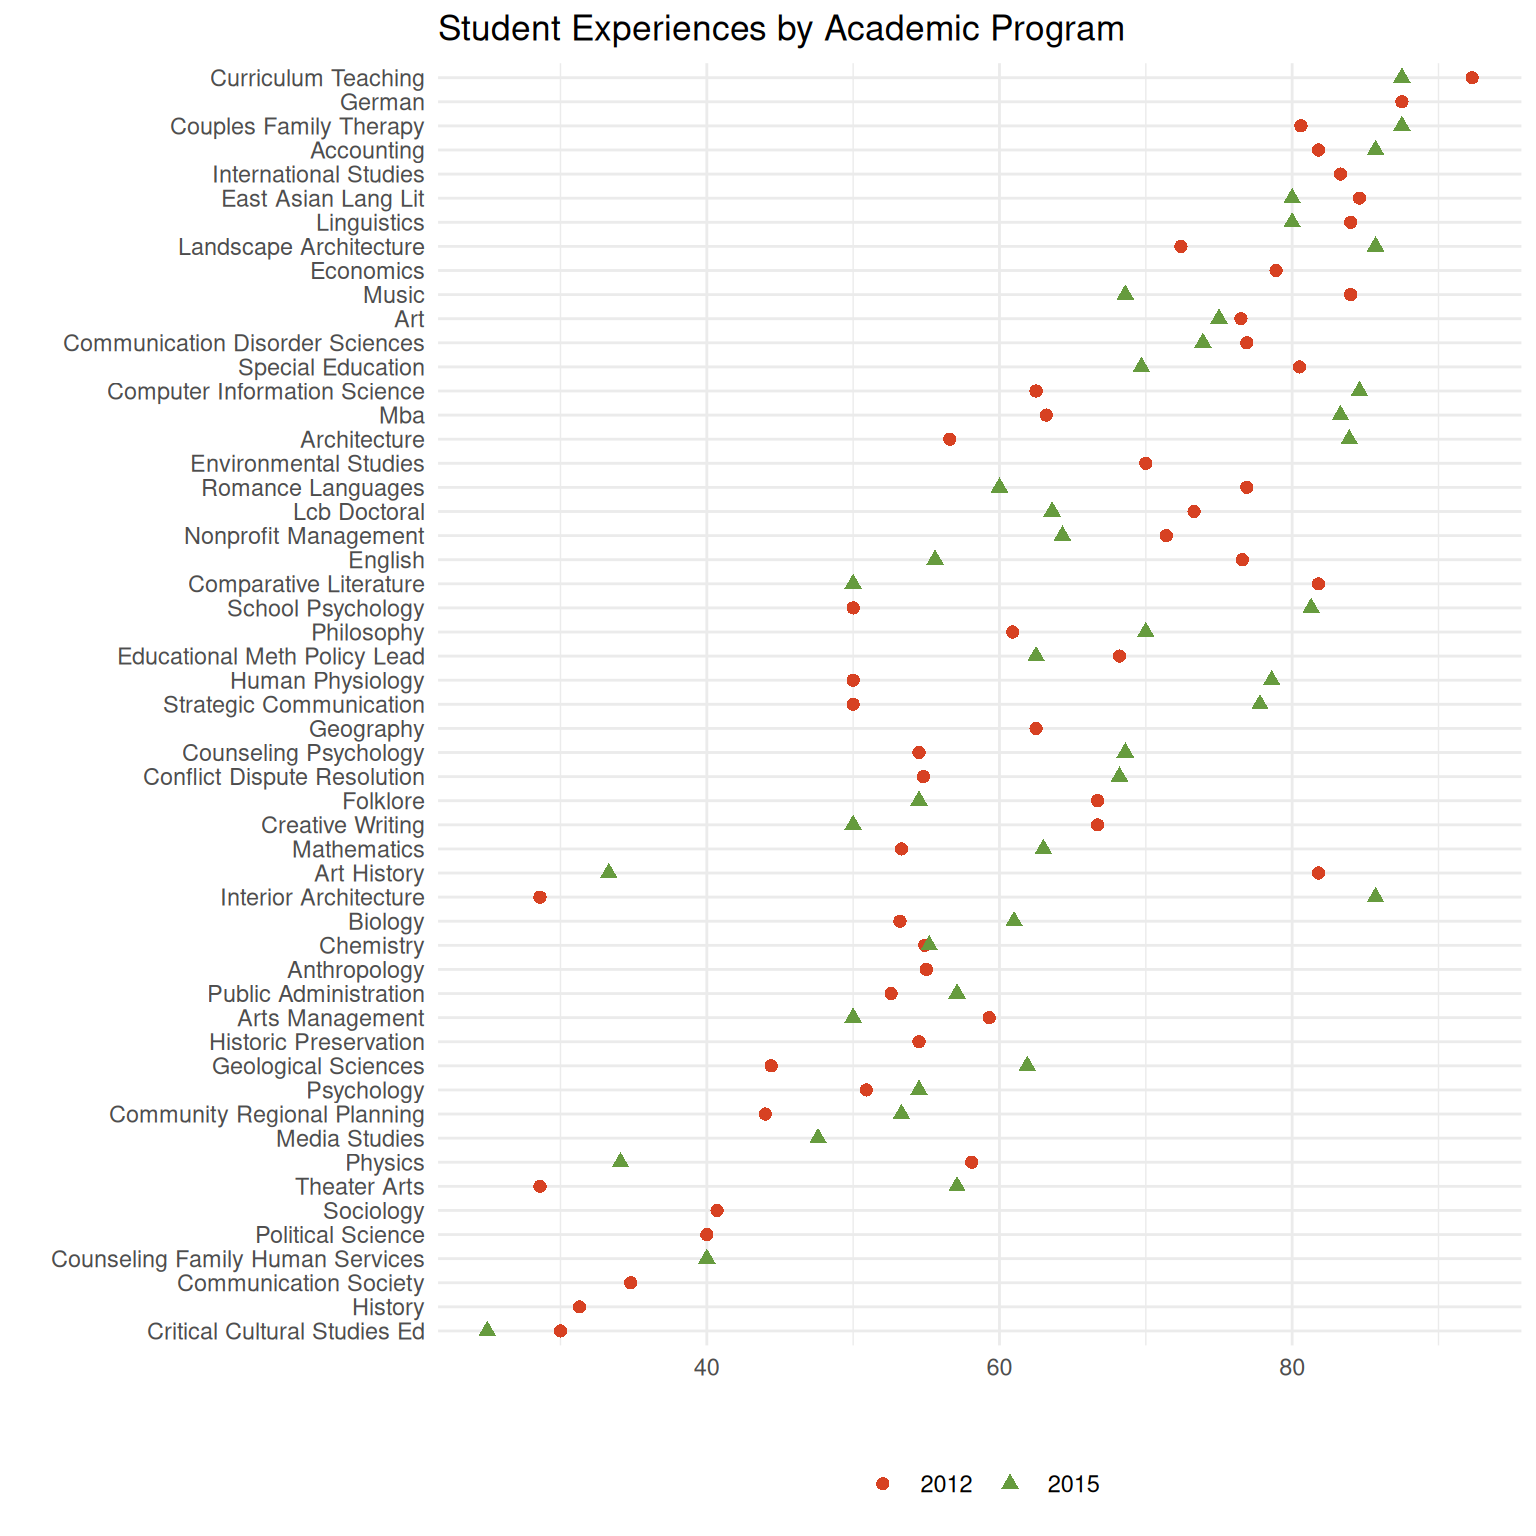 Student Experiences by Academic Program
Curriculum Teaching
German
Couples Family Therapy
Accounting
International Studies
East Asian Lang Lit
Linguistics
Landscape Architecture
Economics
Music
Art
Communication Disorder Sciences
Special Education
Computer Information Science
Mba
Architecture
Environmental Studies
Romance Languages
Lcb Doctoral
Nonprofit Management
English
Comparative Literature
School Psychology
Philosophy
Educational Meth Policy Lead
Human Physiology
Strategic Communication
Geography
Counseling Psychology
Conflict Dispute Resolution
Folklore
Creative Writing
Mathematics
Art History
Interior Architecture
Biology
Chemistry
Anthropology
Public Administration
Arts Management
Historic Preservation
Geological Sciences
Psychology
Community Regional Planning
Media Studies
Physics
Theater Arts
Sociology
Political Science
Counseling Family Human Services
Communication Society
History
Critical Cultural Studies Ed
40 60 80
2012 2015